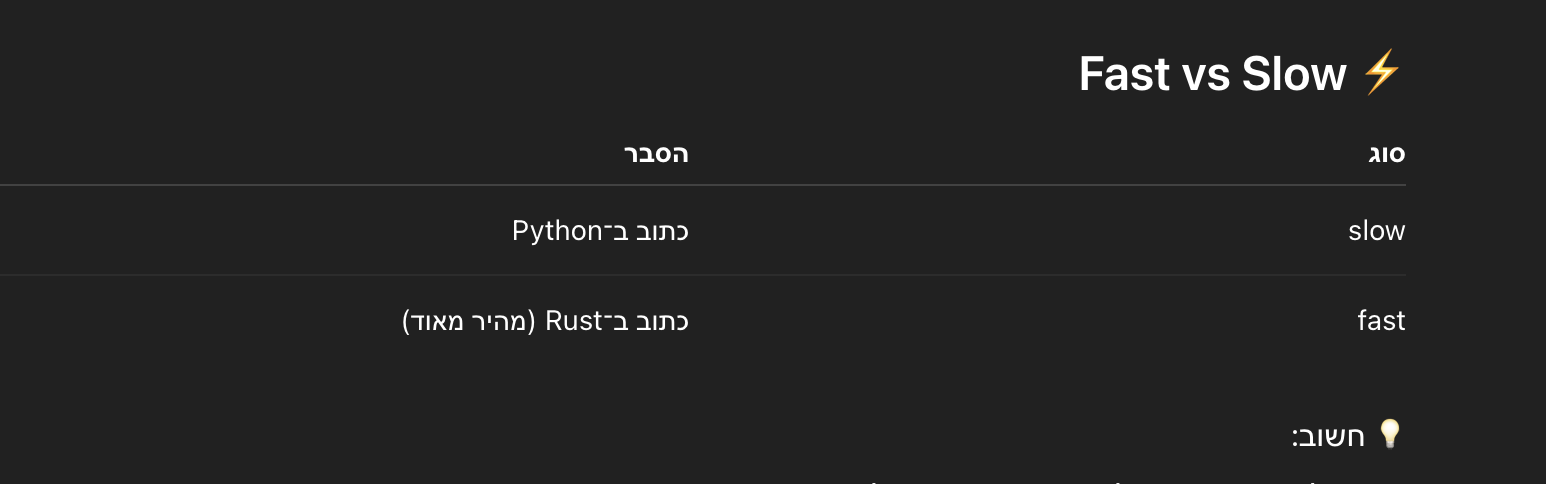 ⚡ Fast vs Slow
סוג הסבר
slow כתוב ב־Python
fast כתוב ב־Rust (מהיר מאוד)
💡 חשוב: